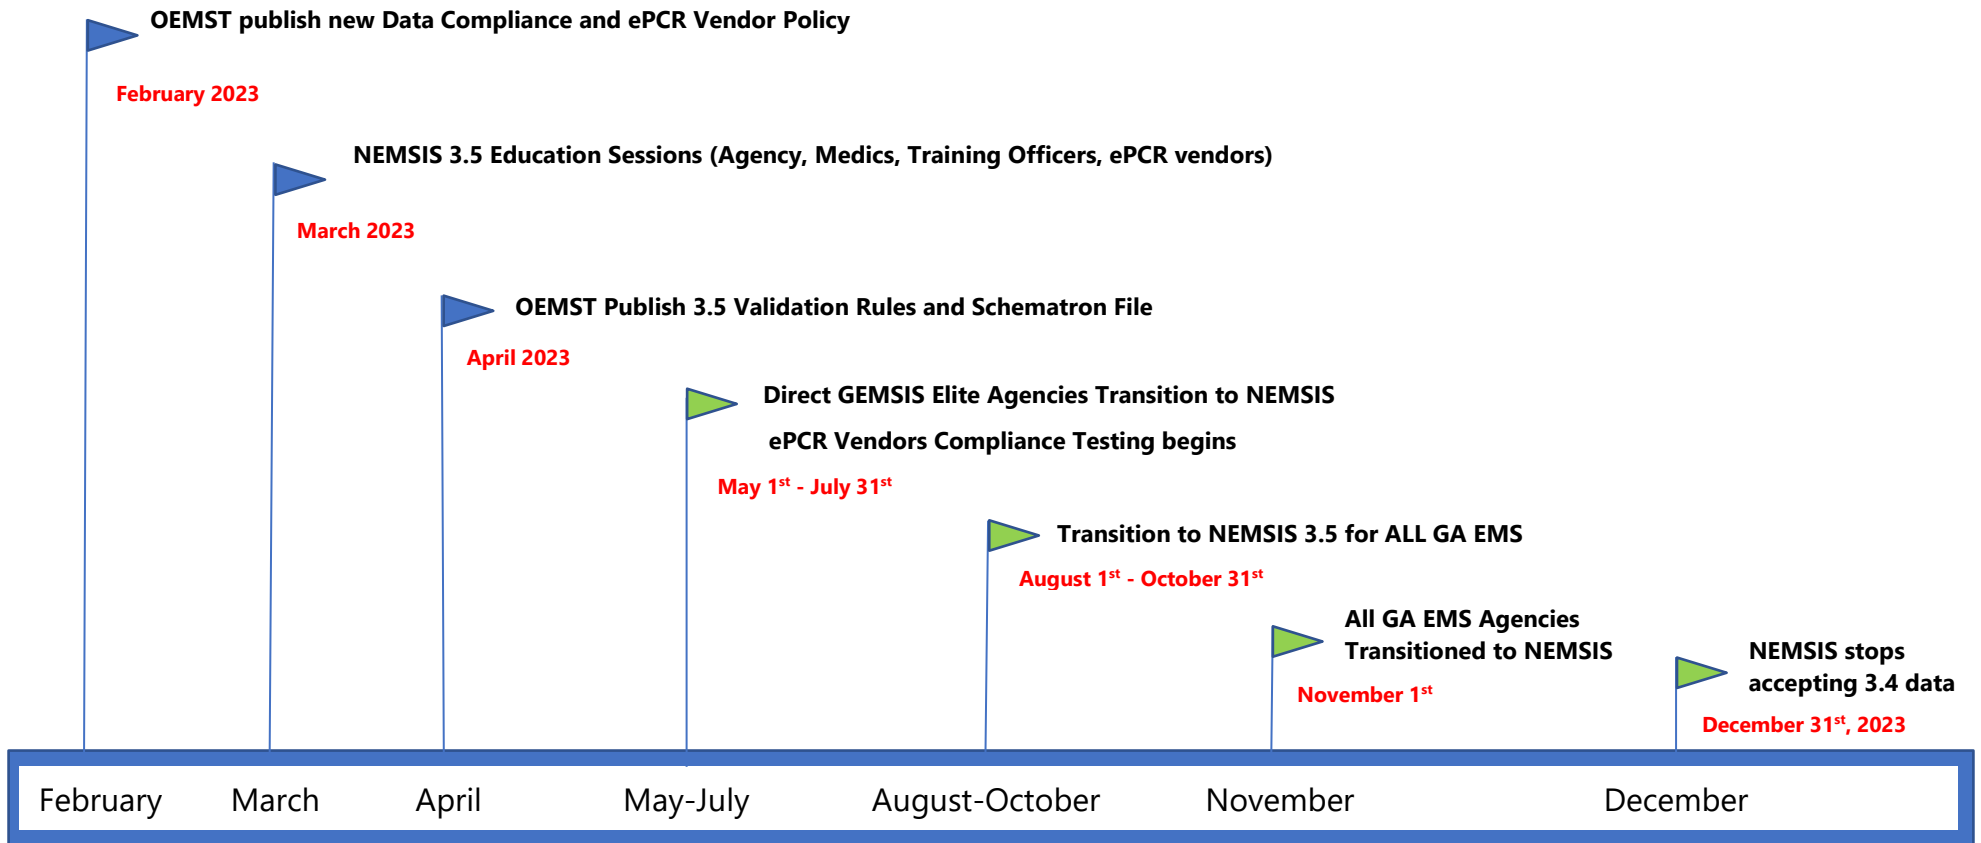 OEMST publish new Data Compliance and ePCR Vendor Policy
February 2023
NEMSIS 3.5 Education Sessions (Agency, Medics, Training Officers, ePCR vendors)
March 2023
OEMST Publish 3.5 Validation Rules and Schematron File
April 2023
Direct GEMSIS Elite Agencies Transition to NEMSIS
ePCR Vendors Compliance Testing begins
May 1st - July 31st
Transition to NEMSIS 3.5 for ALL GA EMS
August 1st - October 31st
All GA EMS Agencies
Transitioned to NEMSIS
November 1st
NEMSIS stops
accepting 3.4 data
December 31st, 2023
February March April May-July August-October November December